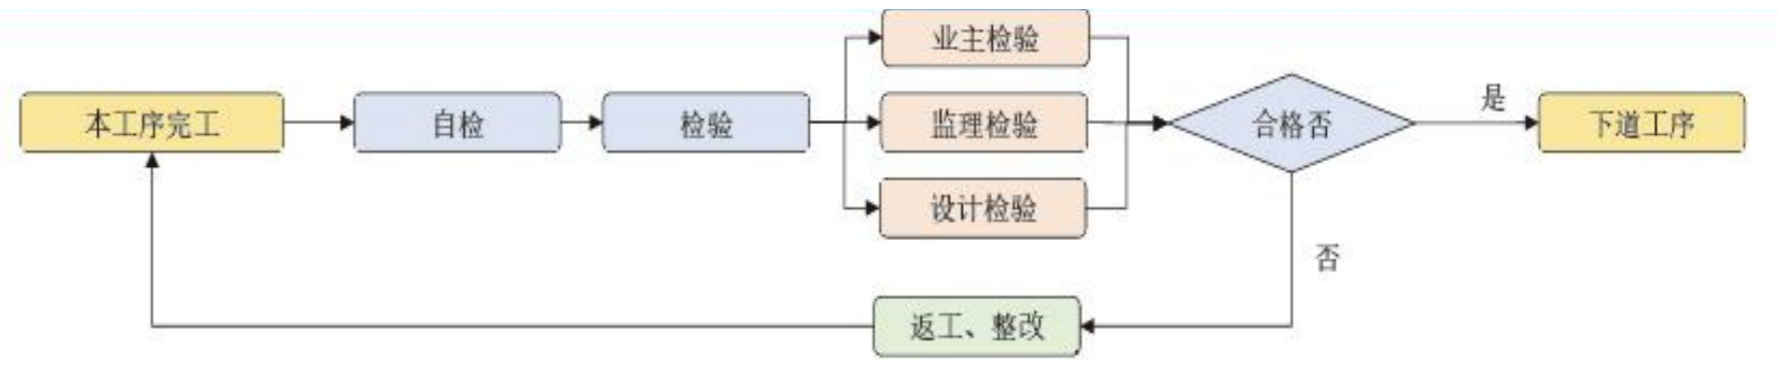 业主检验
本工序完工
自检
检验
监理检验
合格否
是
下道工序
设计检验
否
返工、整改